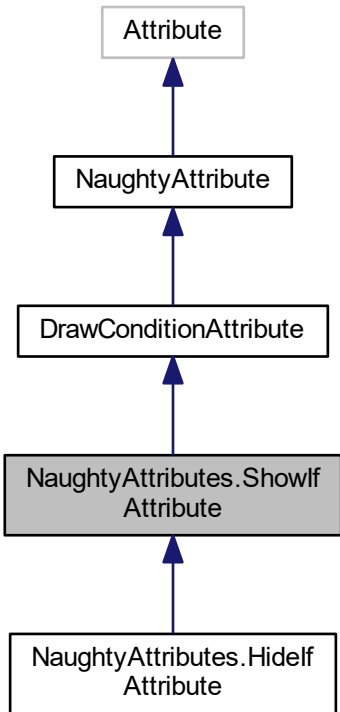 Attribute
NaughtyAttribute
DrawConditionAttribute
NaughtyAttributes.ShowIf
Attribute
NaughtyAttributes.HideIf
Attribute